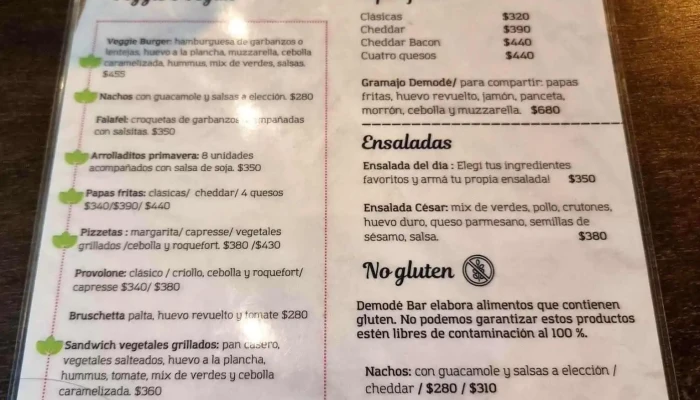 Veggie Burger: hamburguesa de garbanzos o
lentejas, huevo a la plancha, muzzarella, cebolla
caramelizada, hummus, mix de verdes, salsas.
$455
Nachos con guacamole y salsas a elección. $280
Falafel: croquetas de garbanzos
con salsitas. $350
Arrolladitos primavera: 8 unidades
acompañados con salsa de soja. $350
Papas fritas: clásicas/ cheddar/ 4 quesos
$340/$390/ $440
Pizzetas : margarita/ capresse/ vegetales
grillados /cebolla y roquefort. $380 /$430
Provolone: clásico / criollo, cebolla y roquefort/
capresse $340/ $380
Bruschetta palta, huevo revuelto y tomate $280
Sandwich vegetales grillados: pan casero,
vegetales salteados, huevo a la plancha,
hummus, tomate, mix de verdes y cebolla
caramelizada. $360
Clásicas $320
Cheddar $390
Cheddar Bacon $440
Cuatro quesos $440
Gramajo Demodé/ para compartir: papas
fritas, huevo revuelto, jamón, panceta,
morrón, cebolla y muzzarella. $680
Ensaladas
Ensalada del día : Elegí tus ingredientes
favoritos y armá tu propia ensalada! $350
Ensalada César: mix de verdes, pollo, crutones,
huevo duro, queso parmesano, semillas de
sésamo, salsa. $380
No gluten
Demodé Bar elabora alimentos que contienen
gluten. No podemos garantizar estos productos
estén libres de contaminación al 100 %.
Nachos: con guacamole y salsas a elección /
cheddar / $280 / $310